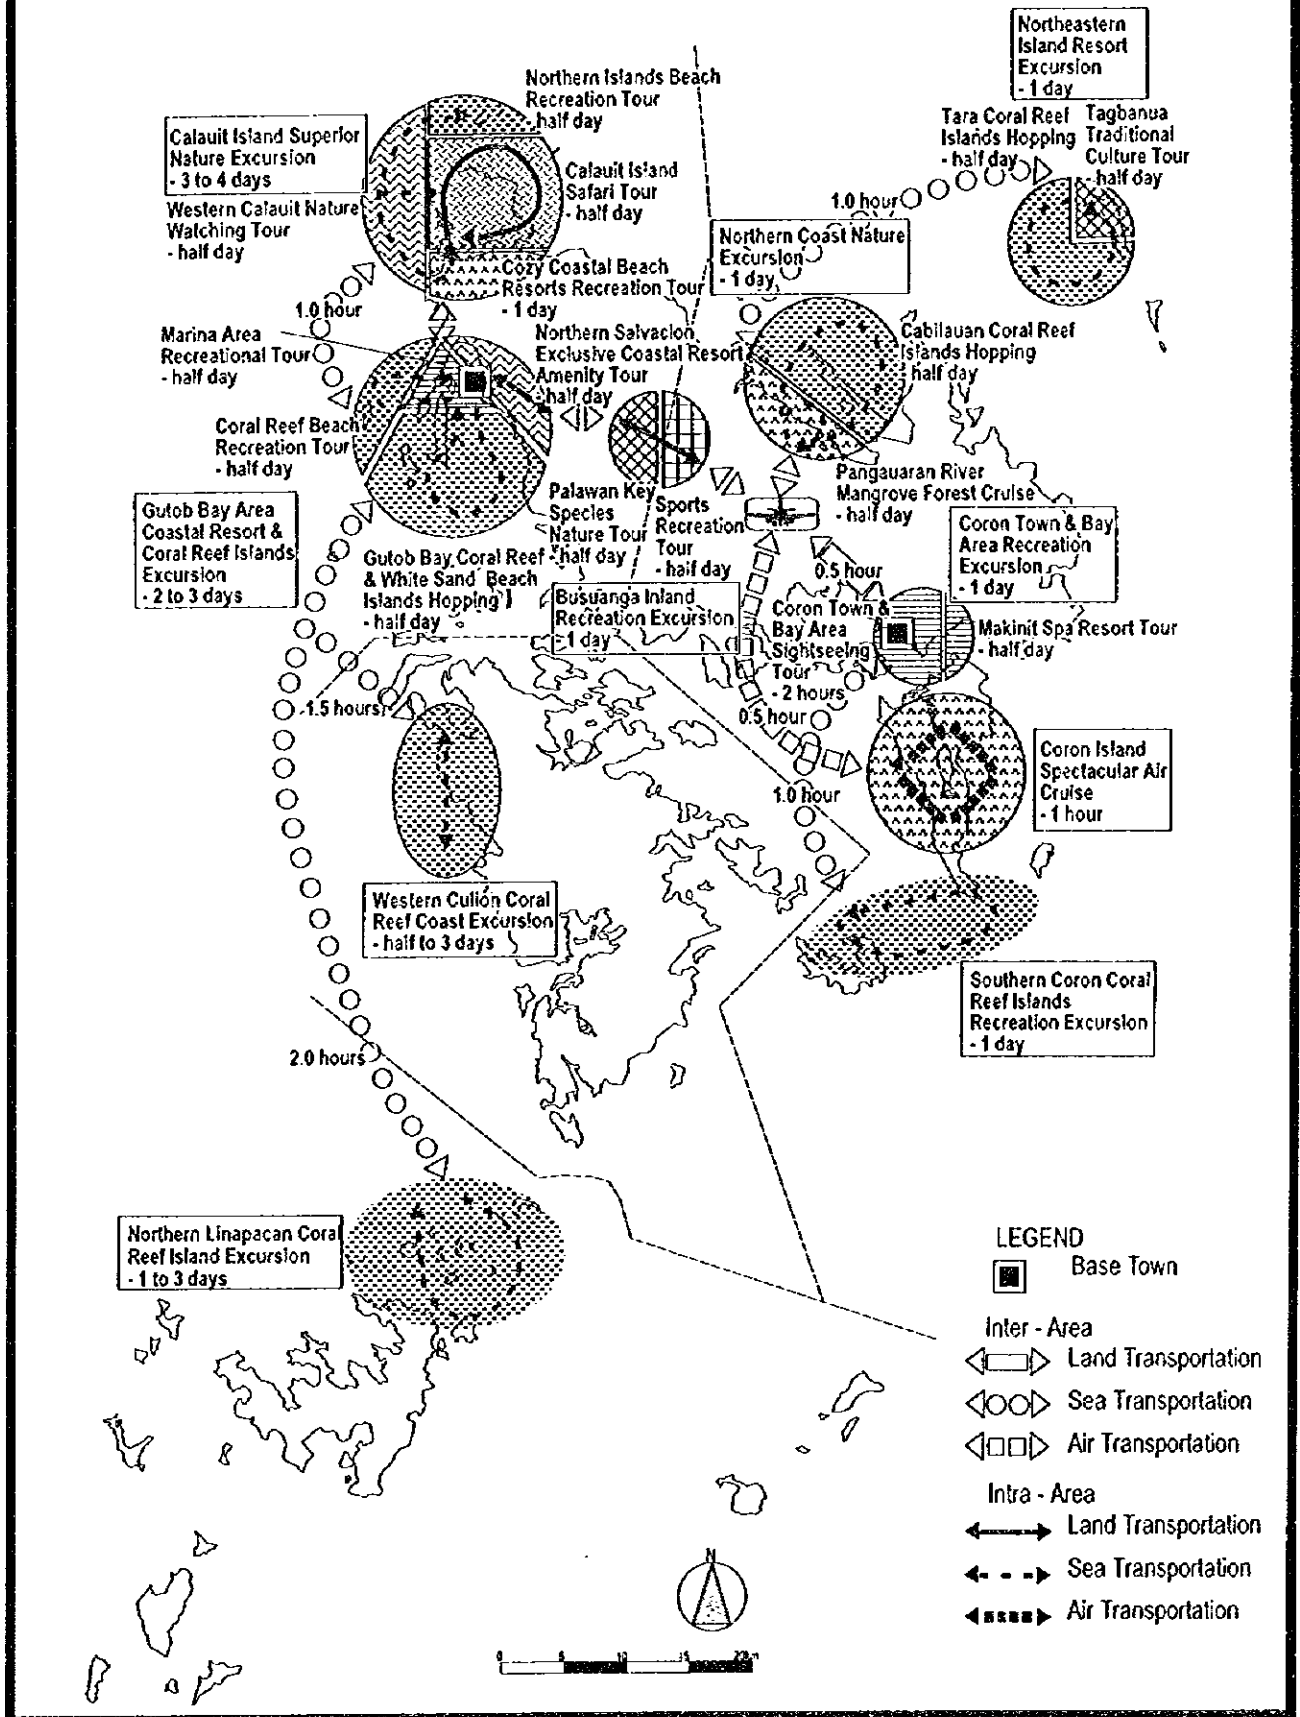 Northeastern
Island Resort
Excursion
- 1 day
Tara Coral Reef
Islands Hopping
- half day
Tagbanua
Traditional
Culture Tour
- half day
1.0 hour
Northern Islands Beach
Recreation Tour
- half day
Calauit Island Superior
Nature Excursion
- 3 to 4 days
Calauit Island
Safari Tour
- half day
Western Calauit Nature
Watching Tour
- half day
Northern Coast Nature
Excursion
- 1 day
Cozy Coastal Beach
Resorts Recreation Tour
- 1 day
1.0 hour
Marina Area
Recreational Tour
- half day
Northern Salvacion
Exclusive Coastal Resort
Amenity Tour
- half day
Cabilauan Coral Reef
Islands Hopping
- half day
Coral Reef Beach
Recreation Tour
- half day
Pangauaran River
Mangrove Forest Cruise
- half day
Gutob Bay Area
Coastal Resort &
Coral Reef Islands
Excursion
- 2 to 3 days
Palawan Key
Species
Nature Tour
- half day
Sports
Recreation
Tour
- half day
Coron Town & Bay
Area Recreation
Excursion
- 1 day
Gutob Bay Coral Reef
& White Sand Beach
Islands Hopping
- half day
0.5 hour
Busuanga Inland
Recreation Excursion
- 1 day
Coron Town &
Bay Area
Sightseeing
Tour
- 2 hours
Makinit Spa Resort Tour
- half day
1.5 hours
0.5 hour
Coron Island
Spectacular Air
Cruise
- 1 hour
1.0 hour
Western Culion Coral
Reef Coast Excursion
- half to 3 days
Southern Coron Coral
Reef Islands
Recreation Excursion
- 1 day
2.0 hours
Northern Linapacan Coral
Reef Island Excursion
- 1 to 3 days
LEGEND
Base Town
Inter - Area
Land Transportation
Sea Transportation
Air Transportation
Intra - Area
Land Transportation
Sea Transportation
Air Transportation
N
0 5 10 15